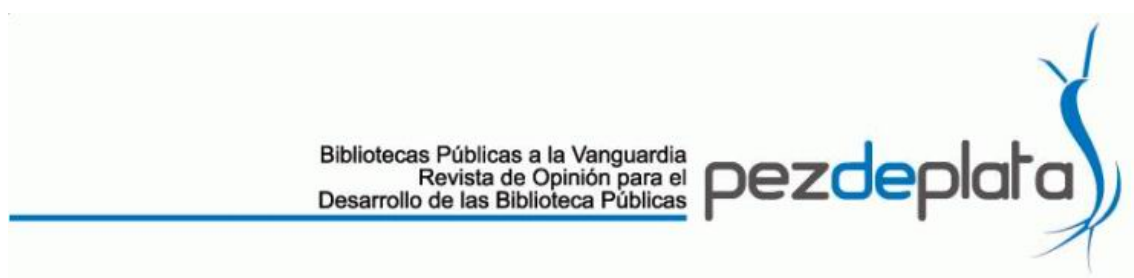 Bibliotecas Públicas a la Vanguardia
Revista de Opinión para el
Desarrollo de las Biblioteca Públicas
pezdeplata